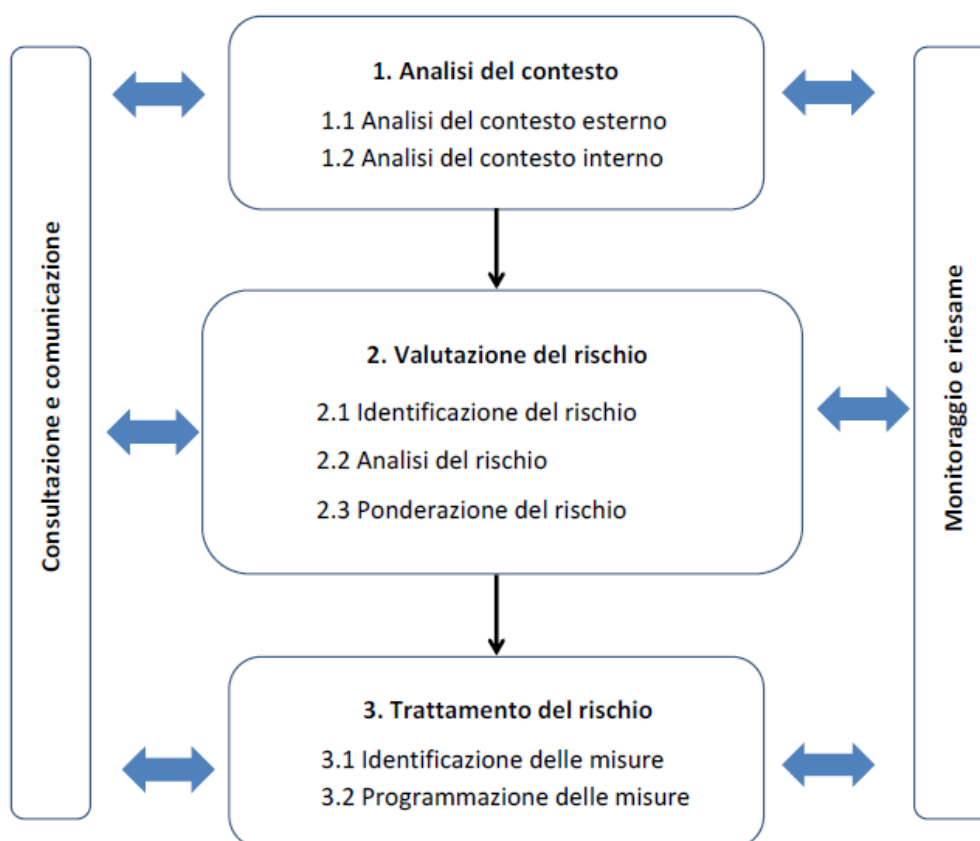 Consultazione e comunicazione
1. Analisi del contesto
1.1 Analisi del contesto esterno
1.2 Analisi del contesto interno
2. Valutazione del rischio
2.1 Identificazione del rischio
2.2 Analisi del rischio
2.3 Ponderazione del rischio
3. Trattamento del rischio
3.1 Identificazione delle misure
3.2 Programmazione delle misure
Monitoraggio e riesame